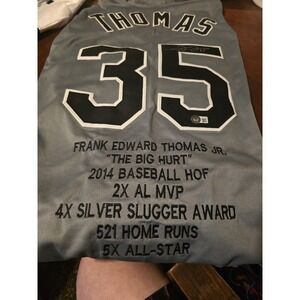 THOMAS
35
FRANK EDWARD THOMAS JR.
"THE BIG HURT"
2014 BASEBALL HOF
2X AL MVP
4X SILVER SLUGGER AWARD
521 HOME RUNS
5X ALL-STAR